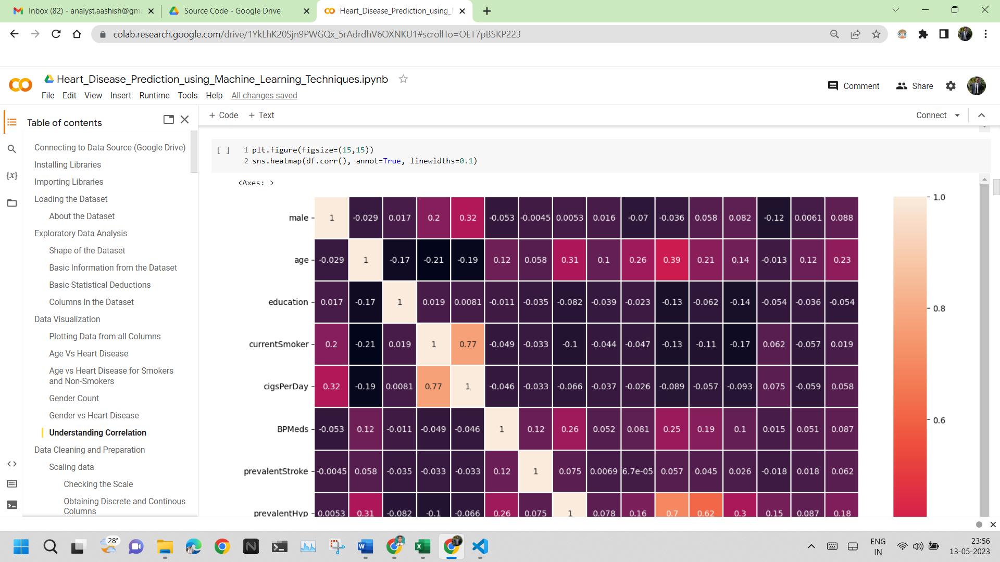 Inbox (82) - analyst.aashish@gm
Source Code - Google Drive
Heart_Disease_Prediction_using_
colab.research.google.com/drive/1YkLhK20Sjn9PWGQx_5rAdrdhV6OXNKU1#scrollTo=OET7pBSKP223
Heart_Disease_Prediction_using_Machine_Learning_Techniques.ipynb
File Edit View Insert Runtime Tools Help All changes saved
Comment Share
Table of contents
+ Code + Text
Connect
Connecting to Data Source (Google Drive)
Installing Libraries
Importing Libraries
Loading the Dataset
About the Dataset
Exploratory Data Analysis
Shape of the Dataset
Basic Information from the Dataset
Basic Statistical Deductions
Columns in the Dataset
Data Visualization
Plotting Data from all Columns
Age Vs Heart Disease
Age vs Heart Disease for Smokers
and Non-Smokers
Gender Count
Gender vs Heart Disease
Understanding Correlation
Data Cleaning and Preparation
Scaling data
Checking the Scale
Obtaining Discrete and Continous
Columns
{x}
[ ] 1 plt.figure(figsize=(15,15))
2 sns.heatmap(df.corr(), annot=True, linewidths=0.1)
<Axes: >
male 1 -0.029 0.017 0.2 0.32 -0.053 -0.0045 0.0053 0.016 -0.07 -0.036 0.058 0.082 -0.12 0.0061 0.088
age -0.029 1 -0.17 -0.21 -0.19 0.12 0.058 0.31 0.1 0.26 0.39 0.21 0.14 -0.013 0.12 0.23
education 0.017 -0.17 1 0.019 0.0081 -0.011 -0.035 -0.082 -0.039 -0.023 -0.13 -0.062 -0.14 -0.054 -0.036 -0.054
currentSmoker 0.2 -0.21 0.019 1 0.77 -0.049 -0.033 -0.1 -0.044 -0.047 -0.13 -0.11 -0.17 0.062 -0.057 0.019
cigsPerDay 0.32 -0.19 0.0081 0.77 1 -0.046 -0.033 -0.066 -0.037 -0.026 -0.089 -0.057 -0.093 0.075 -0.059 0.058
BPMeds -0.053 0.12 -0.011 -0.049 -0.046 1 0.12 0.26 0.052 0.081 0.25 0.19 0.1 0.015 0.051 0.087
prevalentStroke -0.0045 0.058 -0.035 -0.033 -0.033 0.12 1 0.075 0.0069 6.7e-05 0.057 0.045 0.026 -0.018 0.018 0.062
prevalentHyp 0.0053 0.31 -0.082 -0.1 -0.066 0.26 0.075 1 0.078 0.16 0.7 0.62 0.3 0.15 0.087 0.18
1.0
0.8
0.6
28°
ENG
IN
23:56
13-05-2023